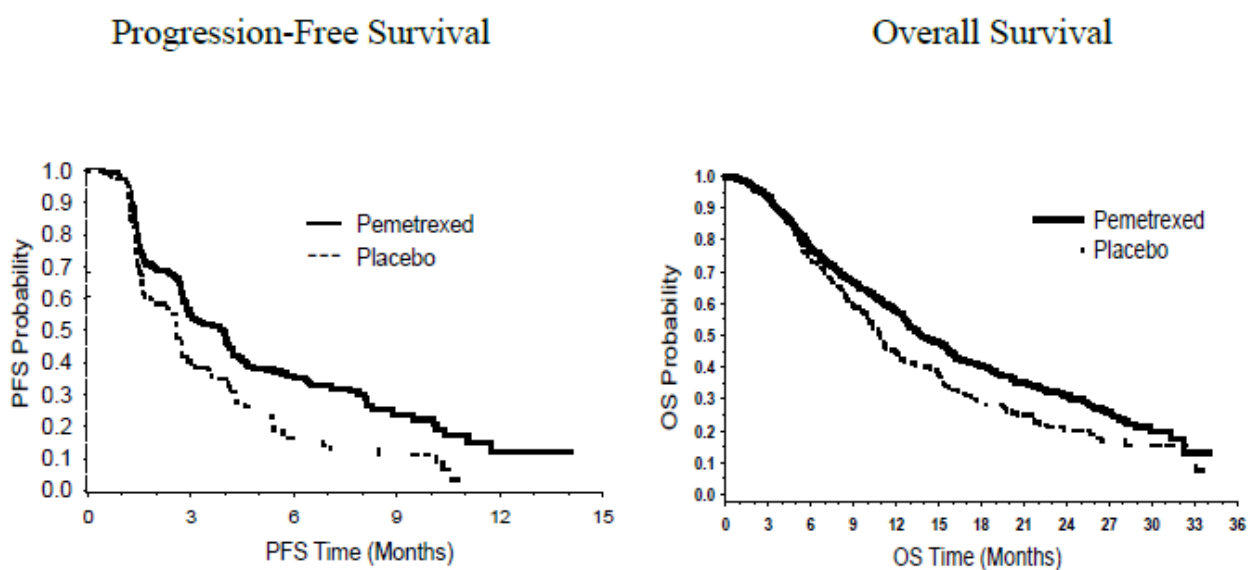 Progression-Free Survival
Overall Survival
PFS Probability
1.0
0.9
0.8
0.7
0.6
0.5
0.4
0.3
0.2
0.1
0.0
Pemetrexed
Placebo
0 3 6 9 12 15
PFS Time (Months)
OS Probability
1.0
0.9
0.8
0.7
0.6
0.5
0.4
0.3
0.2
0.1
0.0
Pemetrexed
Placebo
0 3 6 9 12 15 18 21 24 27 30 33 36
OS Time (Months)